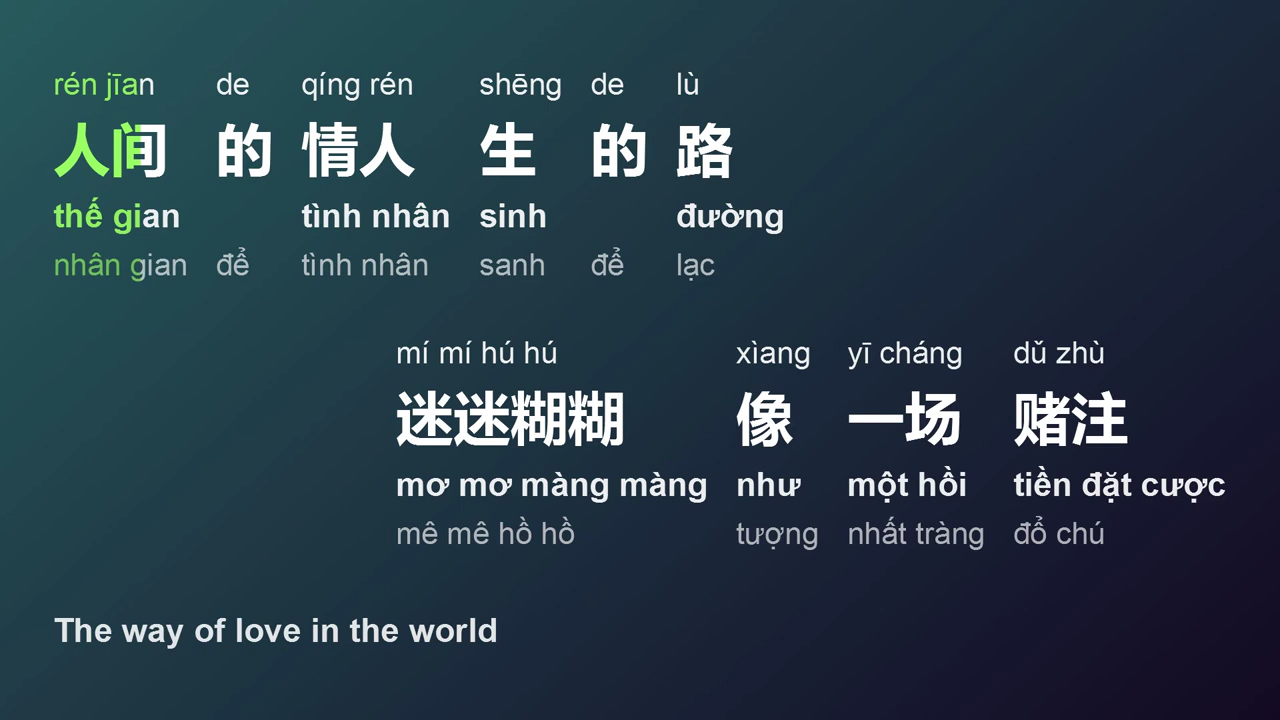 rén jīan de qíng rén shēng de lù
人间 的 情人 生 的 路
thế gian tình nhân sinh đường
nhân gian để tình nhân sanh để lạc
mí mí hú hú xìang yī cháng dǔ zhù
迷迷糊糊 像 一场 赌注
mơ mơ màng màng như một hồi tiền đặt cược
mê mê hồ hồ tượng nhất tràng đổ chú
The way of love in the world